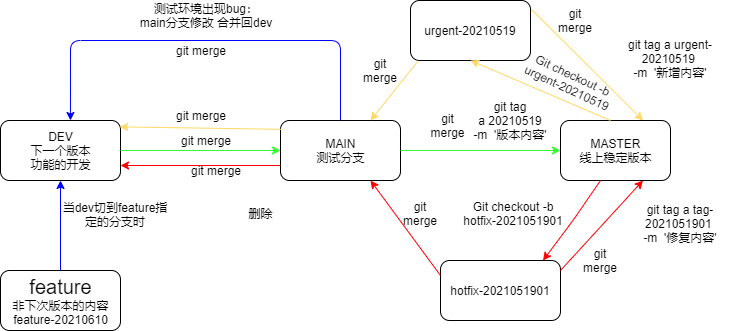 测试环境出现bug：
main分支修改 合并回dev
git merge
urgent-20210519
git
merge
git
merge
git tag a urgent-
20210519
-m '新增内容'
Git checkout -b
urgent-20210519
git merge
DEV
下一个版本
功能的开发
git merge
git merge
MAIN
测试分支
git
merge
git tag
a 20210519
-m '版本内容'
MASTER
线上稳定版本
当dev切到feature指
定的分支时
删除
git
merge
Git checkout -b
hotfix-2021051901
git tag a tag-
2021051901
-m '修复内容'
git
merge
feature
非下次版本的内容
feature-20210610
hotfix-2021051901